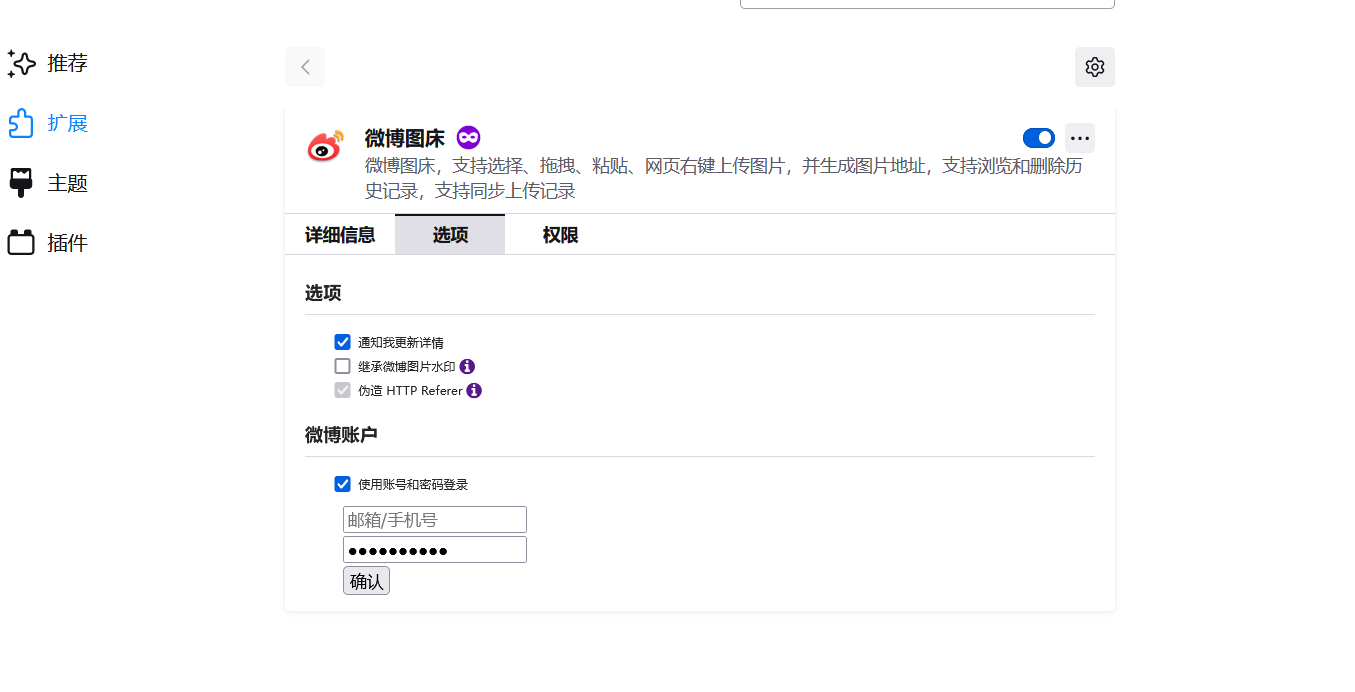 推荐
扩展
主题
插件
微博图床
微博图床，支持选择、拖拽、粘贴、网页右键上传图片，并生成图片地址，支持浏览和删除历
史记录，支持同步上传记录
详细信息 选项 权限
选项
通知我更新详情
继承微博图片水印
伪造 HTTP Referer
微博账户
使用账号和密码登录
邮箱/手机号
●●●●●●●●●●
确认